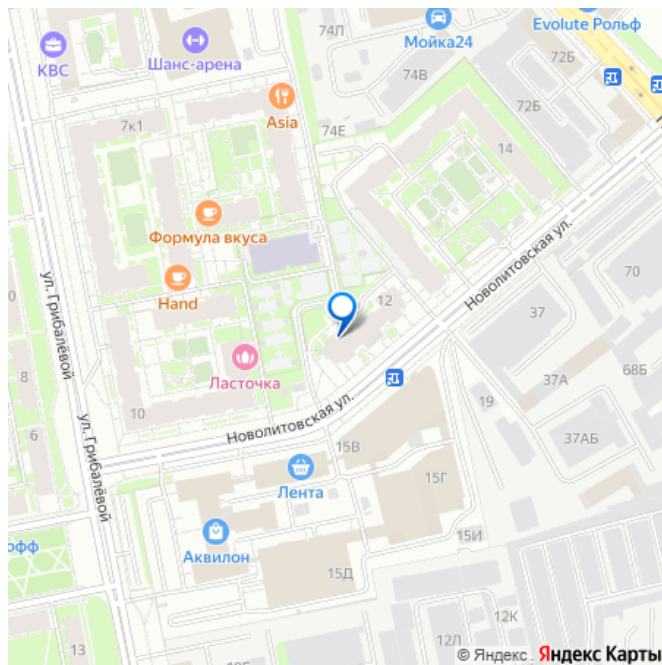 74Л
Мойка24
Evolute Рольф
КВС
Шанс-арена
74В
72Б
72Б
Asia
7к1
74Е
14
Формула вкуса
Новолитовская ул.
70
ул. Грибалёвой
0
Hand
12
37
8
Ласточка
37А
68Б
10
Новолитовская ул.
19
6
ул. Грибалёвой
15В
37АБ
Лента
15Г
Аквилон
15И
офф
15Д
12К
13
12Л
© Яндекс Яндекс Карты